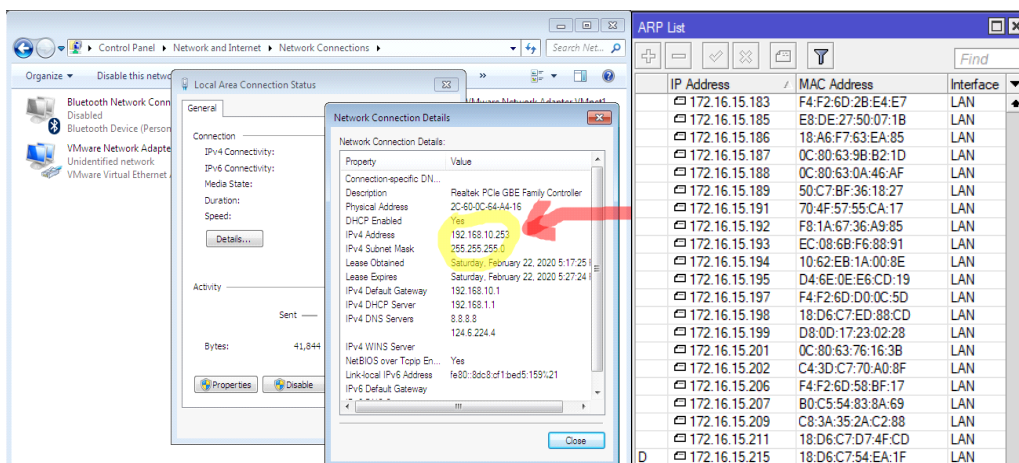 Control Panel ▸ Network and Internet ▸ Network Connections ▸
Search Net...
Organize ▾
Disable this netwo
»
Bluetooth Network Conn
Disabled
Bluetooth Device (Person
VMware Network Adapte
Unidentified network
VMware Virtual Ethernet
VMware Network Adapter VMnet1
Local Area Connection Status
General
Connection
IPv4 Connectivity:
IPv6 Connectivity:
Media State:
Duration:
Speed:
Details...
Activity
Sent
Bytes:
41,844
Properties
Disable
Network Connection Details
Network Connection Details:
Property Value
Connection-specific DN...
Description Realtek PCIe GBE Family Controller
Physical Address 2C-60-0C-64-A4-16
DHCP Enabled Yes
IPv4 Address 192.168.10.253
IPv4 Subnet Mask 255.255.255.0
Lease Obtained Saturday, February 22, 2020 5:17:25
Lease Expires Saturday, February 22, 2020 5:27:24
IPv4 Default Gateway 192.168.10.1
IPv4 DHCP Server 192.168.1.1
IPv4 DNS Servers 8.8.8.8
124.6.224.4
IPv4 WINS Server
NetBIOS over Tcpip En... Yes
Link-local IPv6 Address fe80::8dc8:cf1:bed5:159%21
IPv6 Default Gateway
Close
ARP List
Find
IP Address MAC Address Interface
172.16.15.183 F4:F2:6D:2B:E4:E7 LAN
172.16.15.185 E8:DE:27:50:07:1B LAN
172.16.15.186 18:A6:F7:63:EA:85 LAN
172.16.15.187 0C:80:63:9B:B2:1D LAN
172.16.15.188 0C:80:63:0A:46:AF LAN
172.16.15.189 50:C7:BF:36:18:27 LAN
172.16.15.191 70:4F:57:55:CA:17 LAN
172.16.15.192 F8:1A:67:36:A9:85 LAN
172.16.15.193 EC:08:6B:F6:88:91 LAN
172.16.15.194 10:62:EB:1A:00:8E LAN
172.16.15.195 D4:6E:0E:E6:CD:19 LAN
172.16.15.197 F4:F2:6D:D0:0C:5D LAN
172.16.15.198 18:D6:C7:ED:88:CD LAN
172.16.15.199 D8:0D:17:23:02:28 LAN
172.16.15.201 0C:80:63:76:16:3B LAN
172.16.15.202 C4:3D:C7:70:A0:8F LAN
172.16.15.206 F4:F2:6D:58:BF:17 LAN
172.16.15.207 B0:C5:54:83:8A:69 LAN
172.16.15.209 C8:3A:35:2A:C2:88 LAN
172.16.15.211 18:D6:C7:D7:4F:CD LAN
D 172.16.15.215 18:D6:C7:54:EA:1F LAN